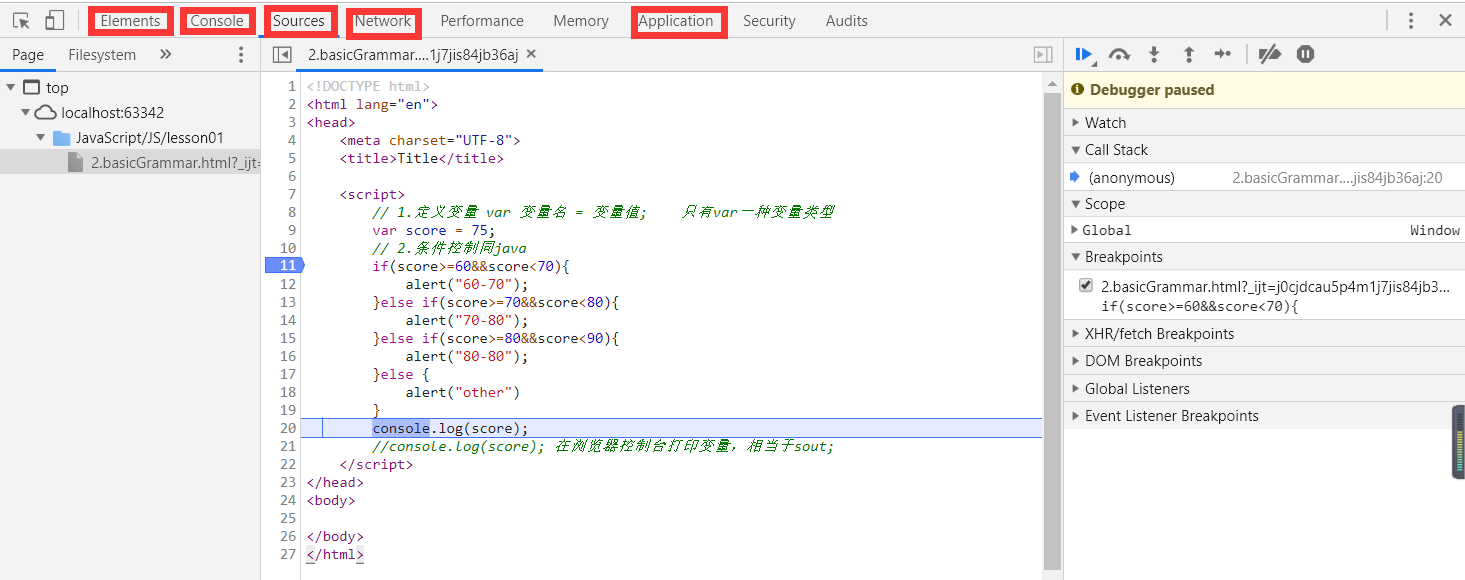 Elements Console Sources Network Performance Memory Application Security Audits
Page Filesystem
2.basicGrammar....1j7jis84jb36aj
top
localhost:63342
JavaScript/JS/lesson01
2.basicGrammar.html?_ijt=
1 <!DOCTYPE html>
2 <html lang="en">
3 <head>
4 <meta charset="UTF-8">
5 <title>Title</title>
6
7 <script>
8 // 1.定义变量 var 变量名 = 变量值; 只有var一种变量类型
9 var score = 75;
10 // 2.条件控制同java
11 if(score>=60&&score<70){
12 alert("60-70");
13 }else if(score>=70&&score<80){
14 alert("70-80");
15 }else if(score>=80&&score<90){
16 alert("80-80");
17 }else {
18 alert("other")
19 }
20 console.log(score);
21 //console.log(score); 在浏览器控制台打印变量，相当于sout;
22 </script>
23 </head>
24 <body>
25
26 </body>
27 </html>
Debugger paused
Watch
Call Stack
(anonymous) 2.basicGrammar....jis84jb36aj:20
Scope
Global Window
Breakpoints
2.basicGrammar.html?_ijt=j0cjdcau5p4m1j7jis84jb3...
if(score>=60&&score<70){
XHR/fetch Breakpoints
DOM Breakpoints
Global Listeners
Event Listener Breakpoints